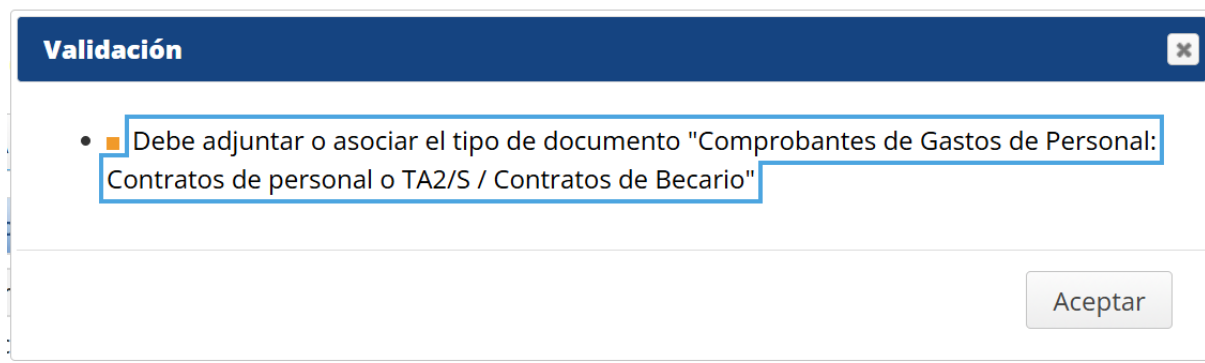 Validación
Debe adjuntar o asociar el tipo de documento "Comprobantes de Gastos de Personal:
Contratos de personal o TA2/S / Contratos de Becario"
Aceptar